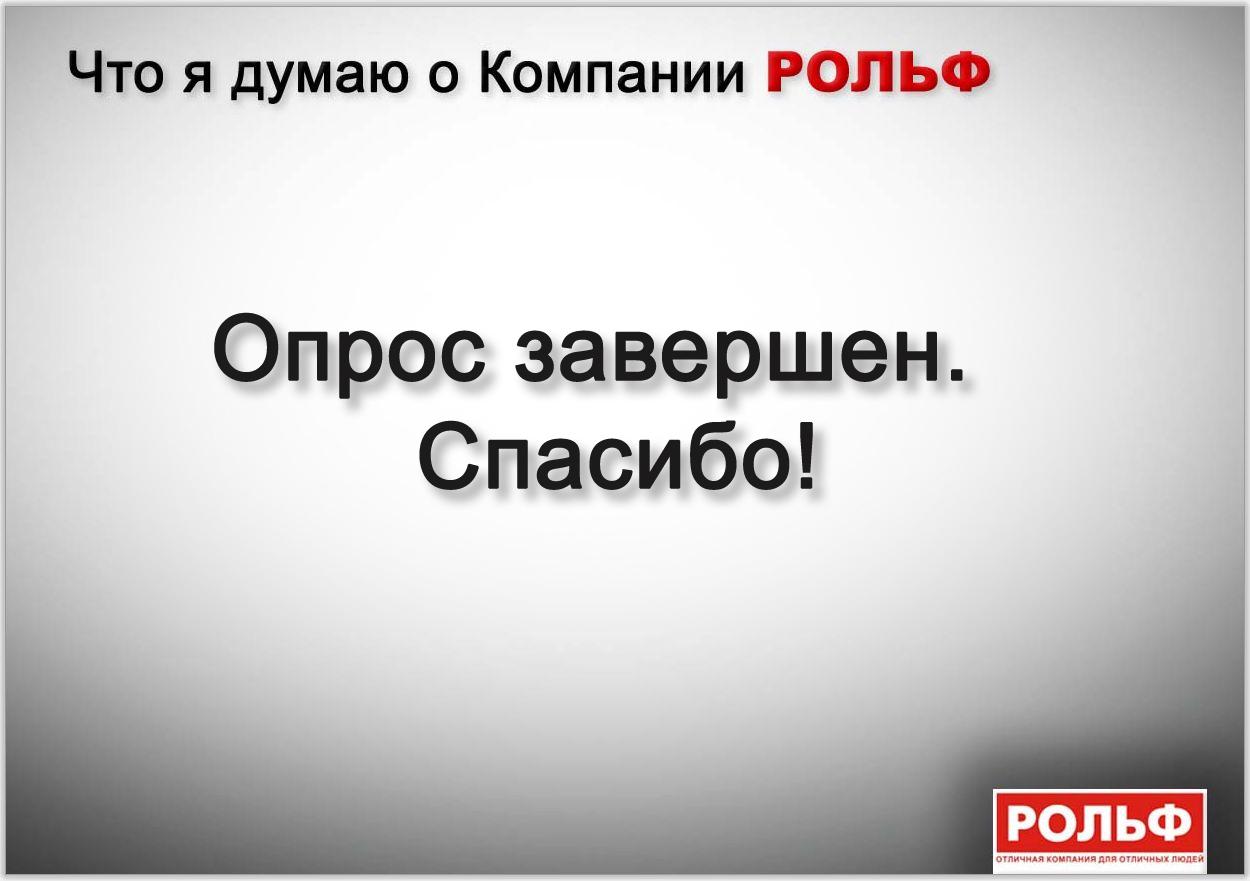 Что я думаю о Компании РОЛЬФ
Опрос завершен.
Спасибо!
РОЛЬФ
ОТЛИЧНАЯ КОМПАНИЯ ДЛЯ ОТЛИЧНЫХ ЛЮДЕЙ